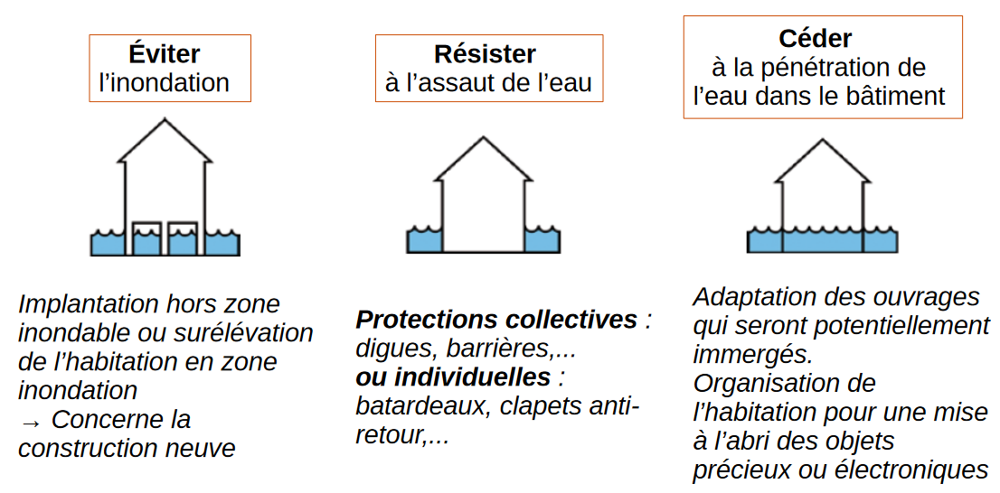 Éviter
l’inondation
Résister
à l’assaut de l’eau
Céder
à la pénétration de
l’eau dans le bâtiment
Implantation hors zone
inondable ou surélévation
de l’habitation en zone
inondation
→ Concerne la
construction neuve
Protections collectives :
digues, barrières,...
ou individuelles :
batardeaux, clapets anti-
retour,...
Adaptation des ouvrages
qui seront potentiellement
immergés.
Organisation de
l’habitation pour une mise
à l’abri des objets
précieux ou électroniques